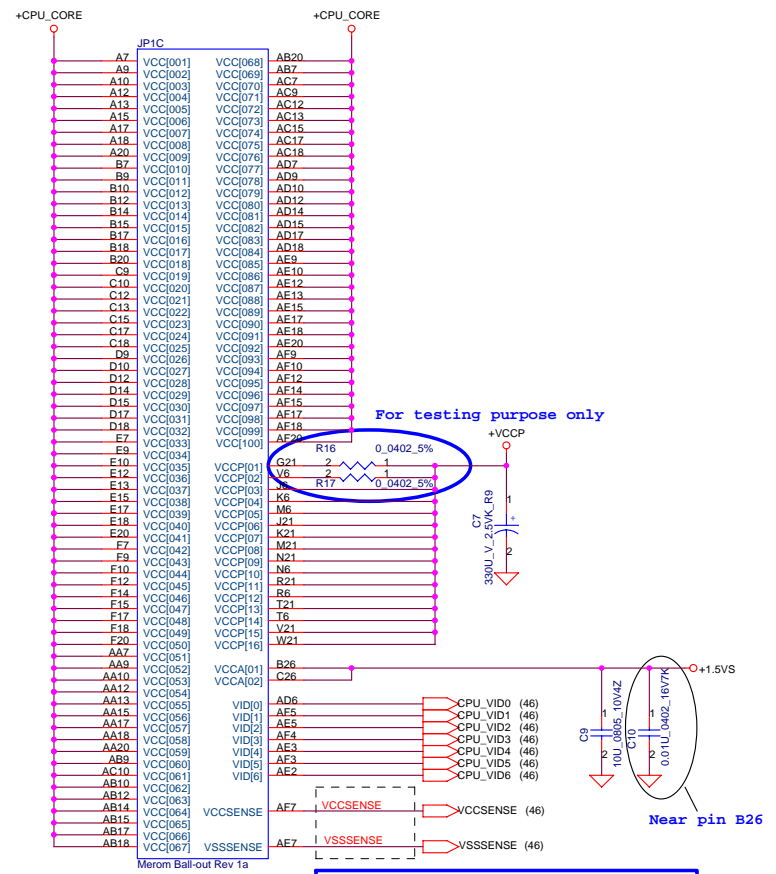 +CPU_CORE +CPU_CORE
JP1C
A7 VCC[001] VCC[068] AB20
A9 VCC[002] VCC[069] AB7
A10 VCC[003] VCC[070] AC7
A12 VCC[004] VCC[071] AC9
A13 VCC[005] VCC[072] AC12
A15 VCC[006] VCC[073] AC13
A17 VCC[007] VCC[074] AC15
A18 VCC[008] VCC[075] AC17
A20 VCC[009] VCC[076] AC18
B7 VCC[010] VCC[077] AD7
B9 VCC[011] VCC[078] AD9
B10 VCC[012] VCC[079] AD10
B12 VCC[013] VCC[080] AD12
B14 VCC[014] VCC[081] AD14
B15 VCC[015] VCC[082] AD15
B17 VCC[016] VCC[083] AD17
B18 VCC[017] VCC[084] AD18
B20 VCC[018] VCC[085] AE9
C9 VCC[019] VCC[086] AE10
C10 VCC[020] VCC[087] AE12
C12 VCC[021] VCC[088] AE13
C13 VCC[022] VCC[089] AE15
C15 VCC[023] VCC[090] AE17
C17 VCC[024] VCC[091] AE18
C18 VCC[025] VCC[092] AE20
D9 VCC[026] VCC[093] AF9
D10 VCC[027] VCC[094] AF10
D12 VCC[028] VCC[095] AF12
D14 VCC[029] VCC[096] AF14
D15 VCC[030] VCC[097] AF15
D17 VCC[031] VCC[098] AF17
D18 VCC[032] VCC[099] AF18
E7 VCC[033] VCC[100] AF20
For testing purpose only
+VCCP
E9 VCC[034]
R16 0_0402_5%
E10 VCC[035] VCCP[01] G21 2 1
E12 VCC[036] VCCP[02] V6 2 1
R17 0_0402_5%
E13 VCC[037] VCCP[03] J6
E15 VCC[038] VCCP[04] K6
E17 VCC[039] VCCP[05] M6
E18 VCC[040] VCCP[06] J21
E20 VCC[041] VCCP[07] K21
F7 VCC[042] VCCP[08] M21
F9 VCC[043] VCCP[09] N21
F10 VCC[044] VCCP[10] N6
F12 VCC[045] VCCP[11] R21
F14 VCC[046] VCCP[12] R6
F15 VCC[047] VCCP[13] T21
F17 VCC[048] VCCP[14] T6
F18 VCC[049] VCCP[15] V21
F20 VCC[050] VCCP[16] W21
C7
330U_V_2.5VK_R9
1
+
2
AA7 VCC[051]
AA9 VCC[052] VCCA[01] B26
AA10 VCC[053] VCCA[02] C26
+1.5VS
AA12 VCC[054]
AA13 VCC[055] VID[0] AD6 CPU_VID0 (46)
AA15 VCC[056] VID[1] AF5 CPU_VID1 (46)
AA17 VCC[057] VID[2] AE5 CPU_VID2 (46)
AA18 VCC[058] VID[3] AF4 CPU_VID3 (46)
AA20 VCC[059] VID[4] AE3 CPU_VID4 (46)
AB9 VCC[060] VID[5] AF3 CPU_VID5 (46)
AC10 VCC[061] VID[6] AE2 CPU_VID6 (46)
C9
10U_0805_10V4Z
1
2
C10
0.01U_0402_16V7K
1
2
AB10 VCC[062]
AB12 VCC[063]
AB14 VCC[064] VCCSENSE AF7 VCCSENSE VCCSENSE (46)
Near pin B26
AB15 VCC[065]
AB17 VCC[066]
AB18 VCC[067] VSSSENSE AE7 VSSSENSE VSSSENSE (46)
Merom Ball-out Rev 1a